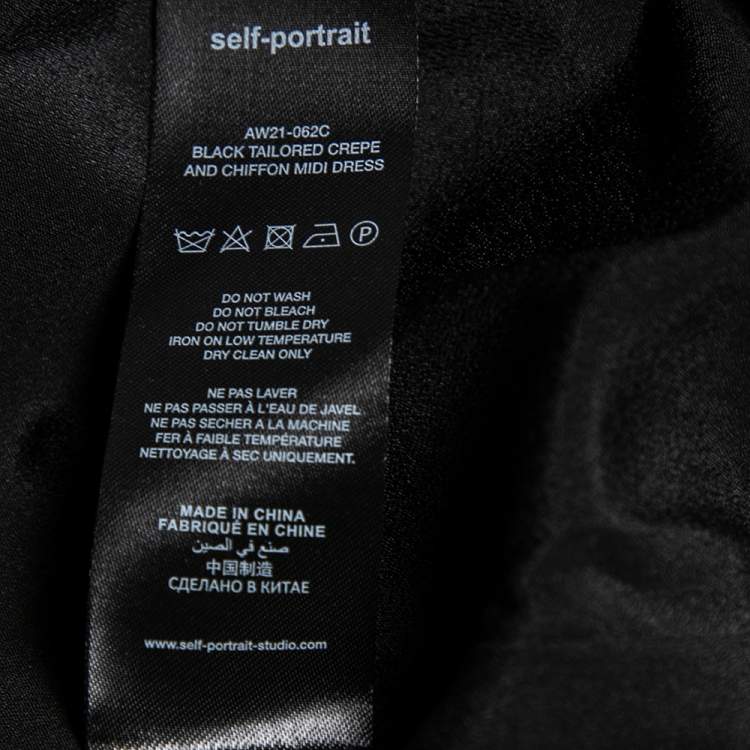 self-portrait
AW21-062C
BLACK TAILORED CREPE
AND CHIFFON MIDI DRESS
P
DO NOT WASH
DO NOT BLEACH
DO NOT TUMBLE DRY
IRON ON LOW TEMPERATURE
DRY CLEAN ONLY
NE PAS LAVER
NE PAS PASSER À L'EAU DE JAVEL
NE PAS SECHER A LA MACHINE
FER À FAIBLE TEMPÉRATURE
NETTOYAGE À SEC UNIQUEMENT.
MADE IN CHINA
FABRIQUÉ EN CHINE
صنع في الصين
中国制造
СДЕЛАНО В КИТАЕ
www.self-portrait-studio.com